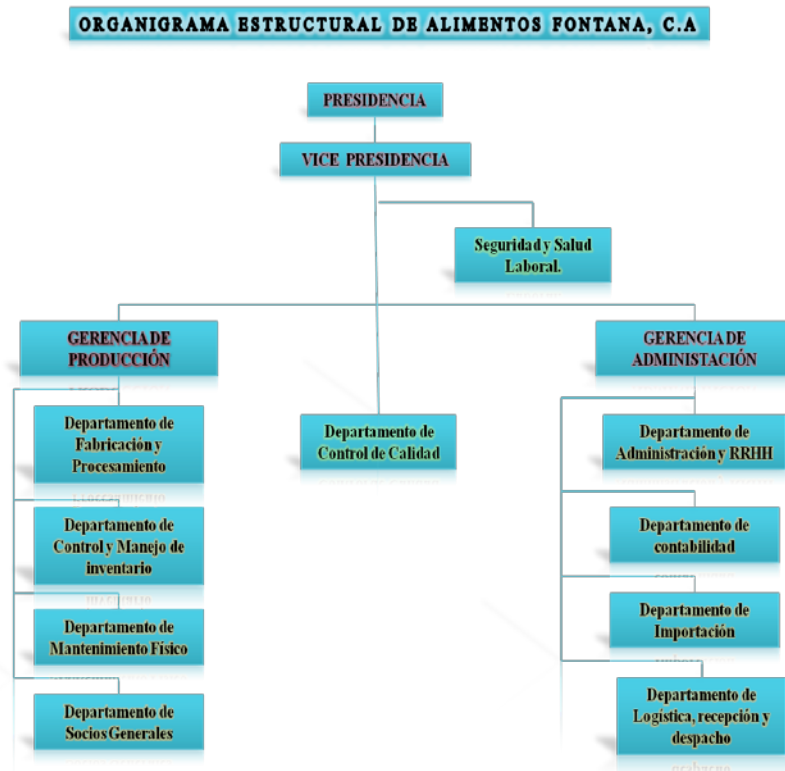 ORGANIGRAMA ESTRUCTURAL DE ALIMENTOS FONTANA, C.A
PRESIDENCIA
VICE PRESIDENCIA
Seguridad y Salud
Laboral.
GERENCIA DE
PRODUCCIÓN
GERENCIA DE
ADMINISTACIÓN
Departamento de
Fabricación y
Procesamiento
Departamento de
Control y Manejo de
inventario
Departamento de
Mantenimiento Físico
Departamento de
Socios Generales
Departamento de
Control de Calidad
Departamento de
Administración y RRHH
Departamento de
contabilidad
Departamento de
Importación
Departamento de
Logística, recepción y
despacho